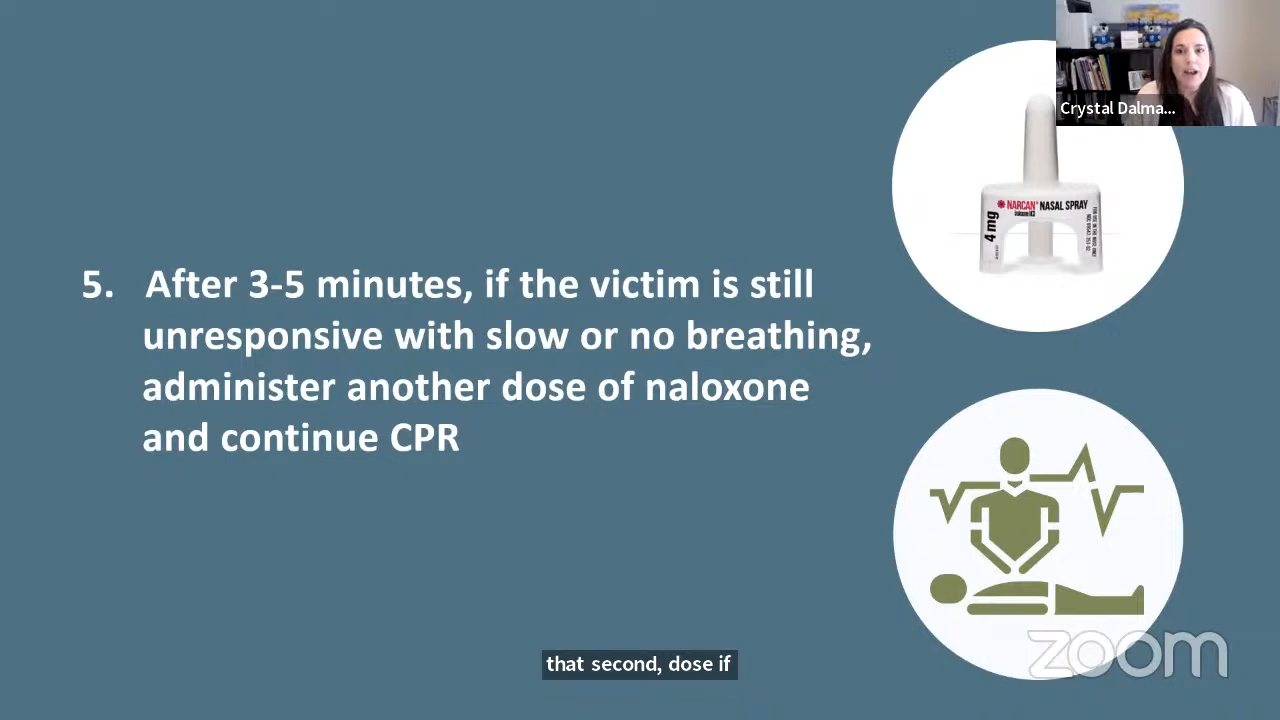 Crystal Dalma...
NARCAN® NASAL SPRAY
4 mg
5. After 3-5 minutes, if the victim is still
unresponsive with slow or no breathing,
administer another dose of naloxone
and continue CPR
zoom
that second, dose if